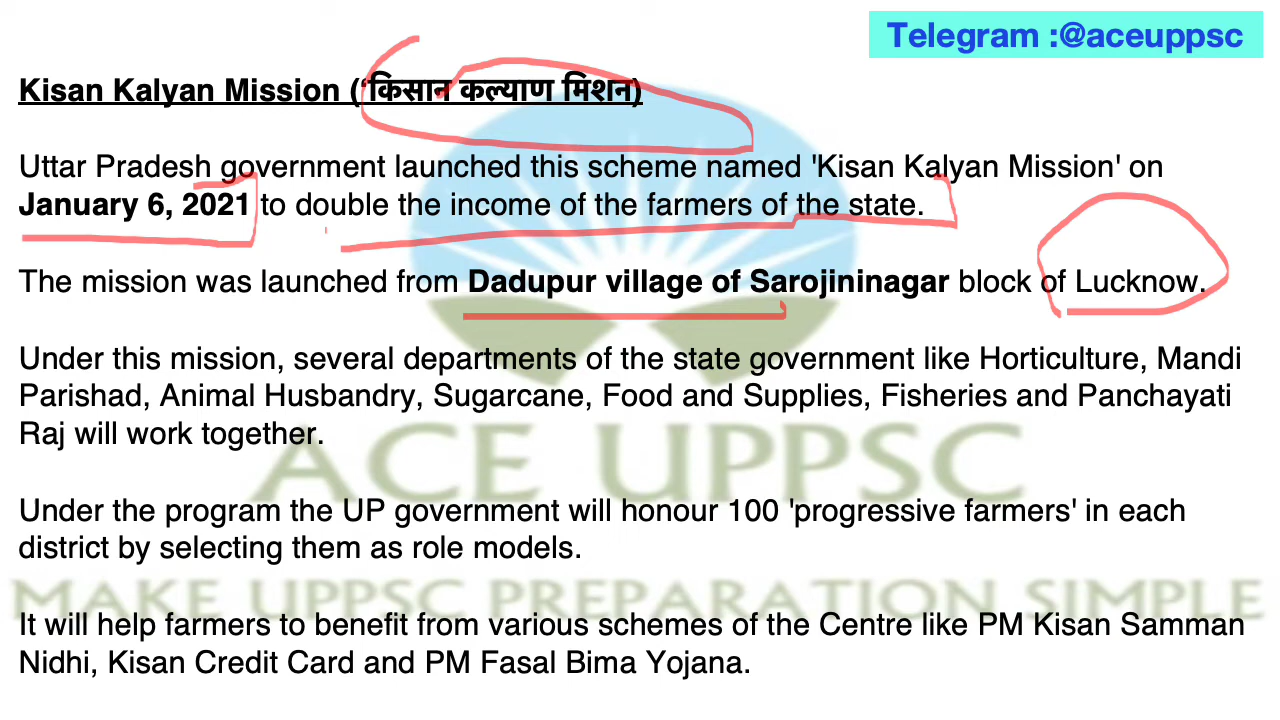 Telegram :@aceuppsc
Kisan Kalyan Mission ('किसान कल्याण मिशन)
Uttar Pradesh government launched this scheme named 'Kisan Kalyan Mission' on
January 6, 2021 to double the income of the farmers of the state.
The mission was launched from Dadupur village of Sarojininagar block of Lucknow.
Under this mission, several departments of the state government like Horticulture, Mandi
Parishad, Animal Husbandry, Sugarcane, Food and Supplies, Fisheries and Panchayati
Raj will work together.
ACE UPPSC
Under the program the UP government will honour 100 'progressive farmers' in each
district by selecting them as role models.
MAKE UPPSC PREPARATION SIMPLE
It will help farmers to benefit from various schemes of the Centre like PM Kisan Samman
Nidhi, Kisan Credit Card and PM Fasal Bima Yojana.